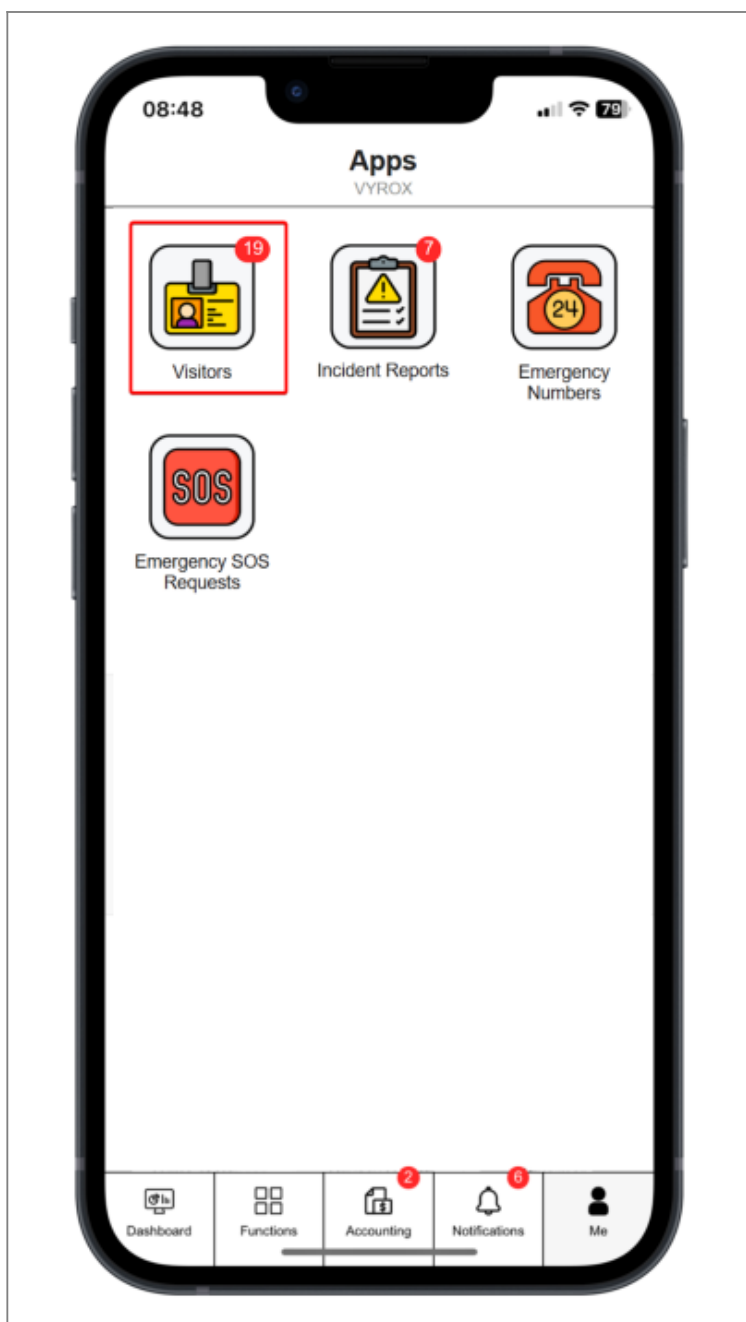 08:48
79
Apps
VYROX
19
7
24
Visitors
Incident Reports
Emergency
Numbers
SOS
Emergency SOS
Requests
2
6
Dashboard
Functions
Accounting
Notifications
Me